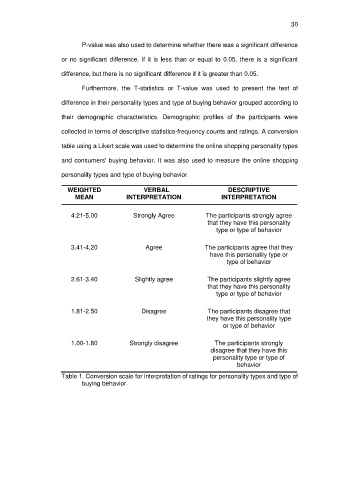 30
P-value was also used to determine whether there was a significant difference
or no significant difference. If it is less than or equal to 0.05, there is a significant
difference, but there is no significant difference if it is greater than 0.05.
Furthermore, the T-statistics or T-value was used to present the test of
difference in their personality types and type of buying behavior grouped according to
their demographic characteristics. Demographic profiles of the participants were
collected in terms of descriptive statistics-frequency counts and ratings. A conversion
table using a Likert scale was used to determine the online shopping personality types
and consumers' buying behavior. It was also used to measure the online shopping
personality types and type of buying behavior.
WEIGHTED MEAN
VERBAL INTERPRETATION
DESCRIPTIVE INTERPRETATION
4.21-5.00 Strongly Agree The participants strongly agree
that they have this personality
type or type of behavior
3.41-4.20 Agree The participants agree that they
have this personality type or
type of behavior
2.61-3.40 Slightly agree The participants slightly agree
that they have this personality
type or type of behavior
1.81-2.50 Disagree The participants disagree that
they have this personality type
or type of behavior
1.00-1.80 Strongly disagree The participants strongly
disagree that they have this
personality type or type of
behavior
Table 1. Conversion scale for interpretation of ratings for personality types and type of
buying behavior.